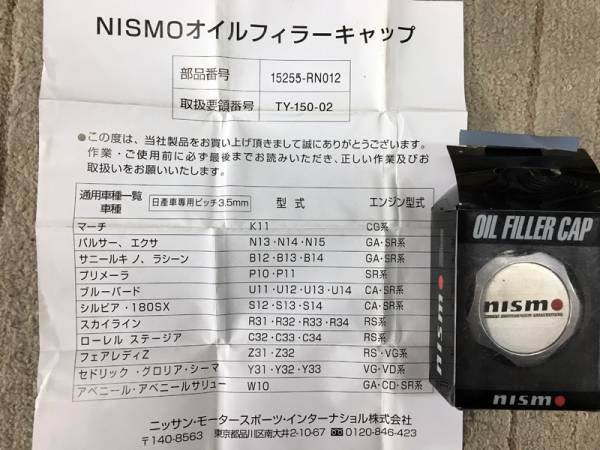 NISMOオイルフィラーキャップ
部品番号 15255-RN012
取扱要領番号 TY-150-02
●この度は、当社製品をお買い上げ頂きまして誠にありがとうございます。
作業・ご使用前に必ず最後までお読みいただき、正しい作業及びお
取扱いをお願いいたします。
適用車種一覧 日産車専用ピッチ3.5mm
車種 型式 エンジン型式
マーチ K11 CG系
パルサー、エクサ N13・N14・N15 GA・SR系
サニールキノ、ラシーン B12・B13・B14 GA・SR系
プリメーラ P10・P11 SR系
ブルーバード U11・U12・U13・U14 CA・SR系
シルビア・180SX S12・S13・S14 CA・SR系
スカイライン R31・R32・R33・R34 RS系
ローレル ステージア C32・C33・C34 RS系
フェアレディZ Z31・Z32 RS・VG系
セドリック・グロリア・シーマ Y31・Y32・Y33 VG・VD系
アベニール・アベニールサリュー W10 GA・CD・SR系
ニッサン・モータースポーツ・インターナショル株式会社
〒140-8563 東京都品川区南大井2-10-67 0120-846-423
OIL FILLER CAP
nismo
nismo